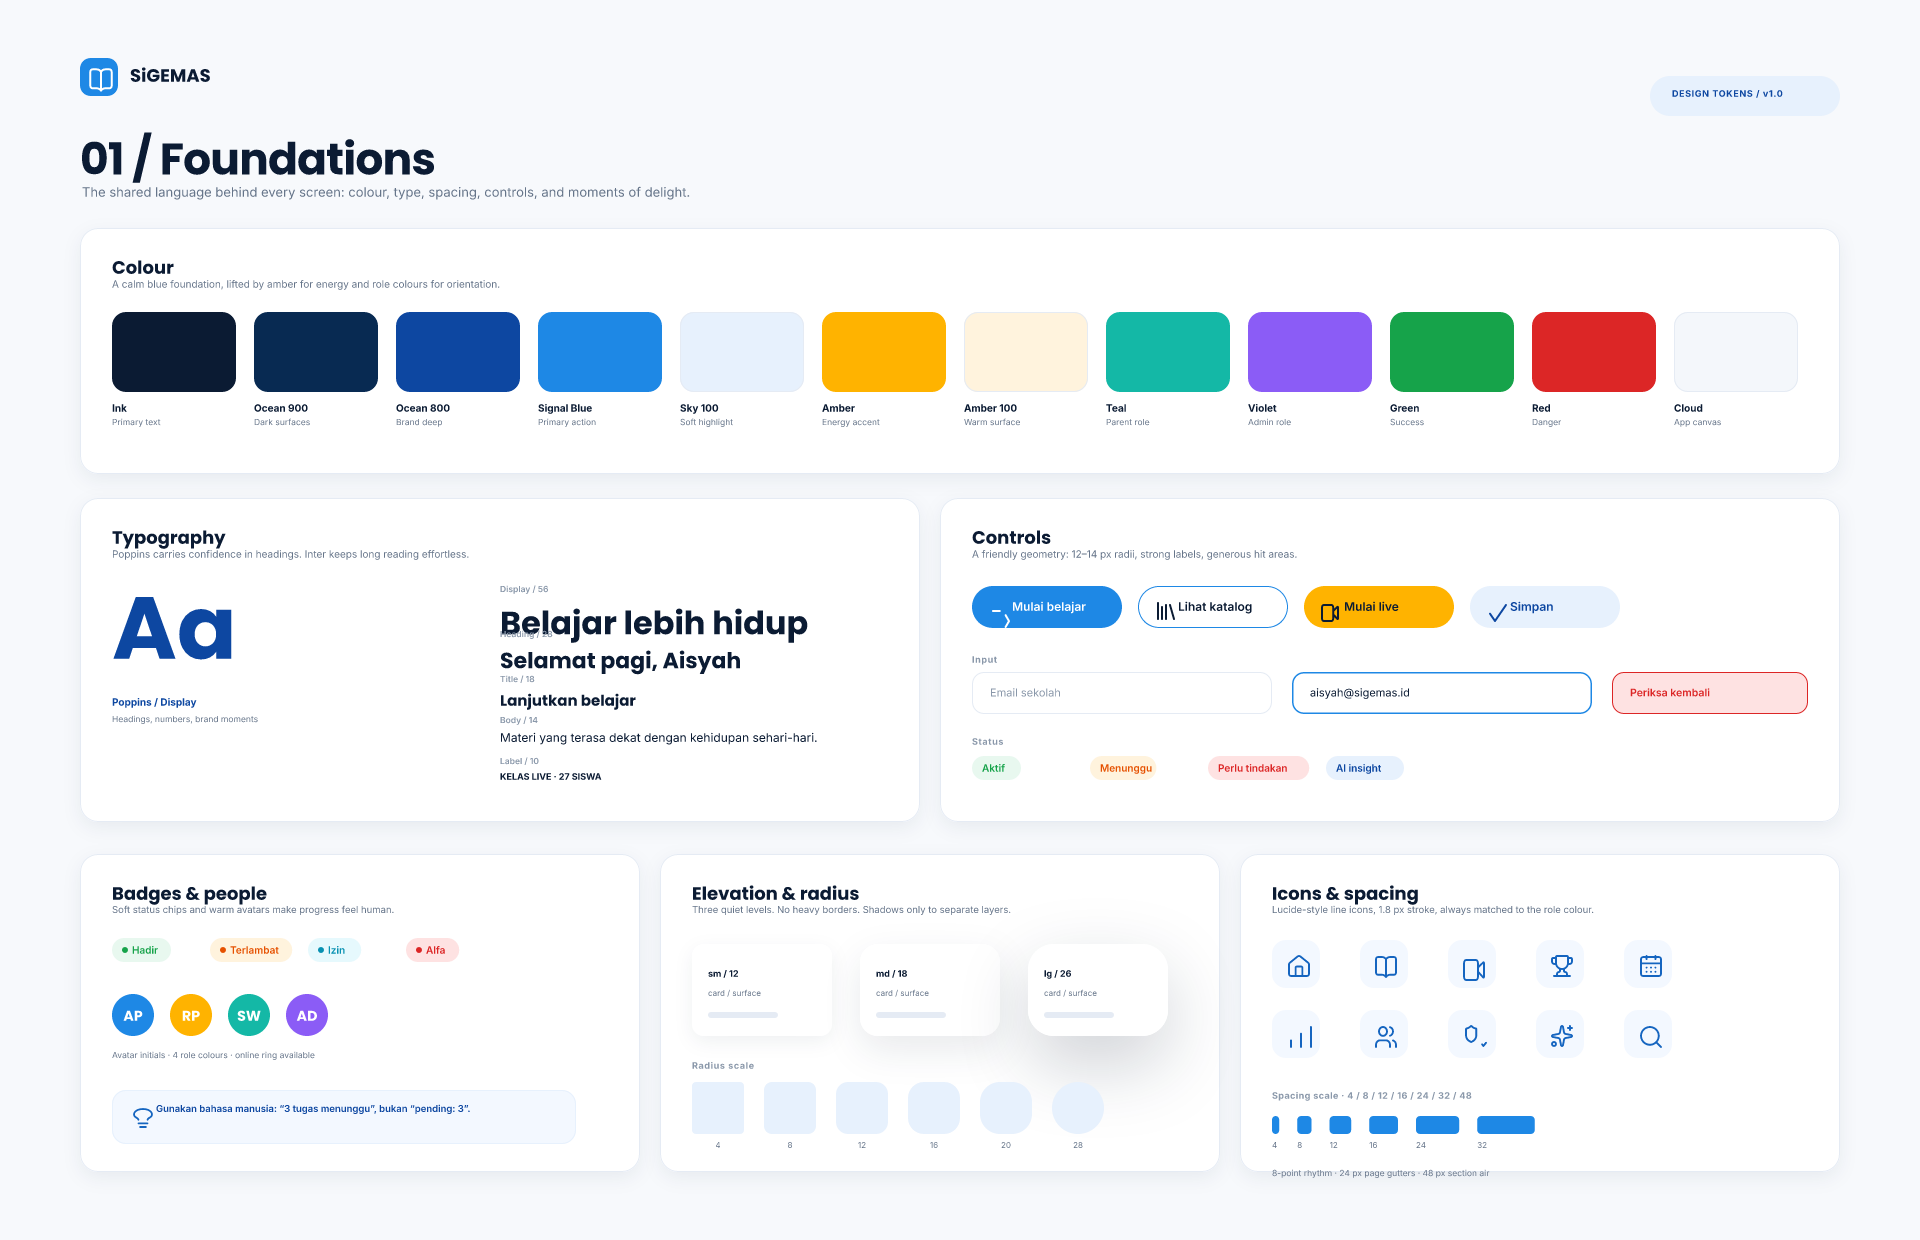 SiGEMAS
DESIGN TOKENS / v1.0
01 / Foundations
The shared language behind every screen: colour, type, spacing, controls, and moments of delight.
Colour
A calm blue foundation, lifted by amber for energy and role colours for orientation.
Ink
Primary text
Ocean 900
Dark surfaces
Ocean 800
Brand deep
Signal Blue
Primary action
Sky 100
Soft highlight
Amber
Energy accent
Amber 100
Warm surface
Teal
Parent role
Violet
Admin role
Green
Success
Red
Danger
Cloud
App canvas
Typography
Poppins carries confidence in headings. Inter keeps long reading effortless.
Aa
Poppins / Display
Headings, numbers, brand moments
Display / 56
Belajar lebih hidup
Heading / 28
Selamat pagi, Aisyah
Title / 18
Lanjutkan belajar
Body / 14
Materi yang terasa dekat dengan kehidupan sehari-hari.
Label / 10
KELAS LIVE · 27 SISWA
Controls
A friendly geometry: 12–14 px radii, strong labels, generous hit areas.
Mulai belajar
Lihat katalog
Mulai live
Simpan
Input
Email sekolah
aisyah@sigemas.id
Periksa kembali
Status
Aktif
Menunggu
Perlu tindakan
AI insight
Badges & people
Soft status chips and warm avatars make progress feel human.
Hadir
Terlambat
Izin
Alfa
AP
RP
SW
AD
Avatar initials · 4 role colours · online ring available
Gunakan bahasa manusia: “3 tugas menunggu”, bukan “pending: 3”.
Elevation & radius
Three quiet levels. No heavy borders. Shadows only to separate layers.
sm / 12
card / surface
md / 18
card / surface
lg / 26
card / surface
Radius scale
4
8
12
16
20
28
Icons & spacing
Lucide-style line icons, 1.8 px stroke, always matched to the role colour.
Spacing scale · 4 / 8 / 12 / 16 / 24 / 32 / 48
4
8
12
16
24
32
8-point rhythm · 24 px page gutters · 48 px section air